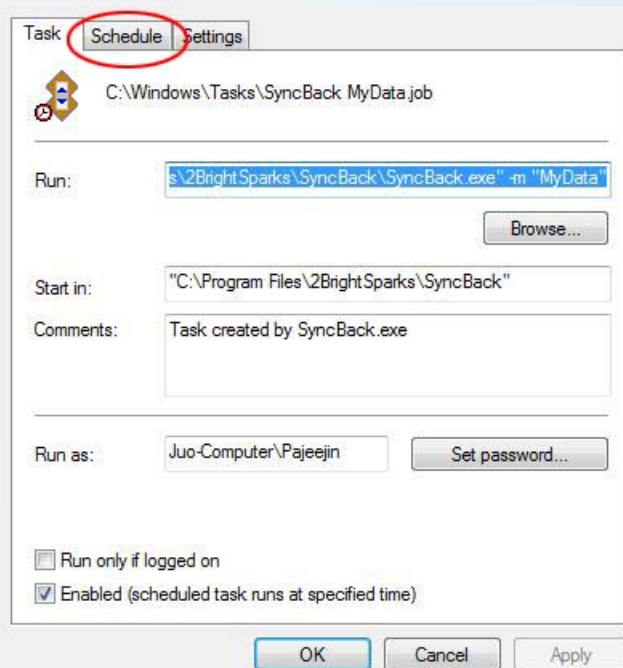 Task Schedule Settings
C:\Windows\Tasks\SyncBack MyData.job
Run: s\2BrightSparks\SyncBack\SyncBack.exe" -m "MyData"
Browse...
Start in: "C:\Program Files\2BrightSparks\SyncBack"
Comments: Task created by SyncBack.exe
Run as: Juo-Computer\Pajeejin Set password...
Run only if logged on
Enabled (scheduled task runs at specified time)
OK Cancel Apply